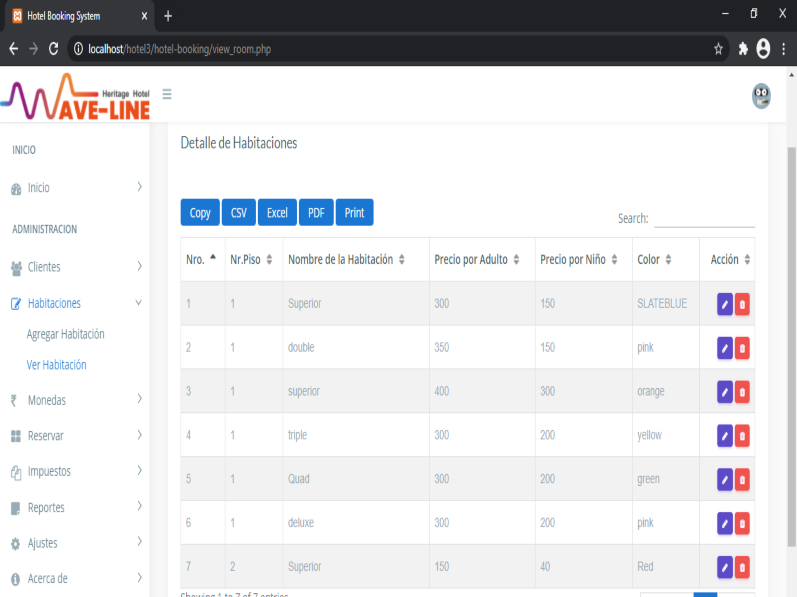 Hotel Booking System
localhost/hotel3/hotel-booking/view_room.php
Heritage Hotel
WAVE-LINE
INICIO
Inicio
ADMINISTRACION
Clientes
Habitaciones
Agregar Habitación
Ver Habitación
Monedas
Reservar
Impuestos
Reportes
Ajustes
Acerca de
Detalle de Habitaciones
Copy CSV Excel PDF Print
Search:
Nro. Nr.Piso Nombre de la Habitación Precio por Adulto Precio por Niño Color Acción
1 1 Superior 300 150 SLATEBLUE
2 1 double 350 150 pink
3 1 superior 400 300 orange
4 1 triple 300 200 yellow
5 1 Quad 300 200 green
6 1 deluxe 300 200 pink
7 2 Superior 150 40 Red
Showing 1 to 7 of 7 entries